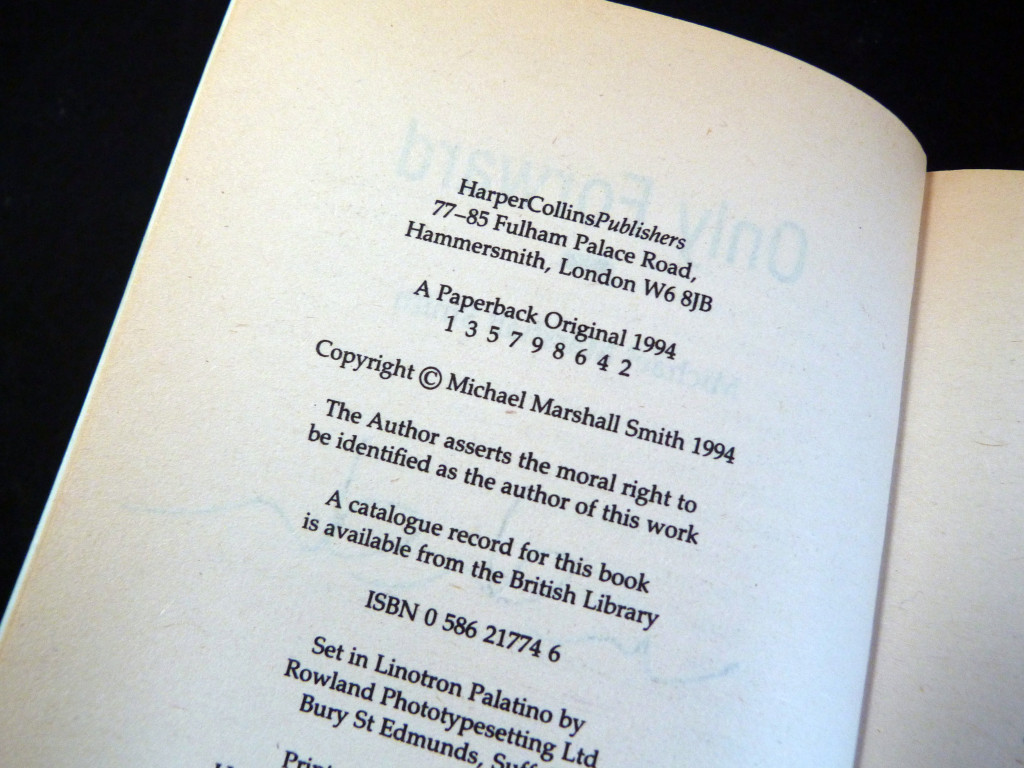 HarperCollinsPublishers
77–85 Fulham Palace Road,
Hammersmith, London W6 8JB
A Paperback Original 1994
1 3 5 7 9 8 6 4 2
Copyright © Michael Marshall Smith 1994
The Author asserts the moral right to
be identified as the author of this work
A catalogue record for this book
is available from the British Library
ISBN 0 586 21774 6
Set in Linotron Palatino by
Rowland Phototypesetting Ltd
Bury St Edmunds,
Only Forward